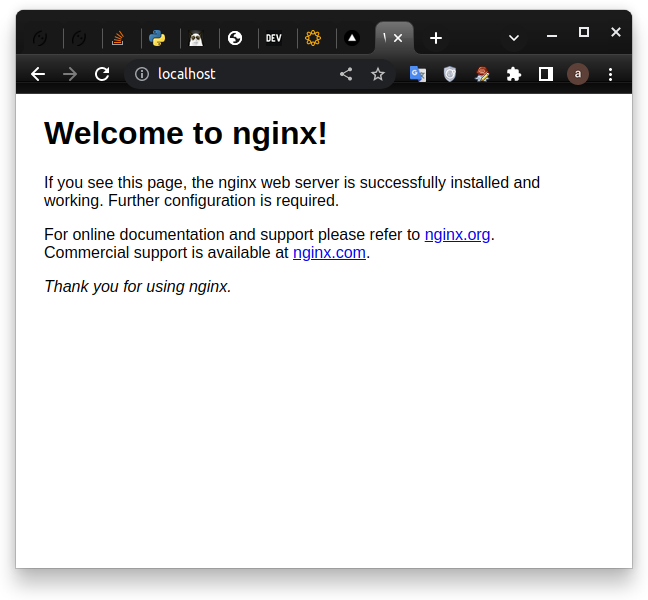 DEV
localhost
a
Welcome to nginx!
If you see this page, the nginx web server is successfully installed and
working. Further configuration is required.
For online documentation and support please refer to nginx.org.
Commercial support is available at nginx.com.
Thank you for using nginx.